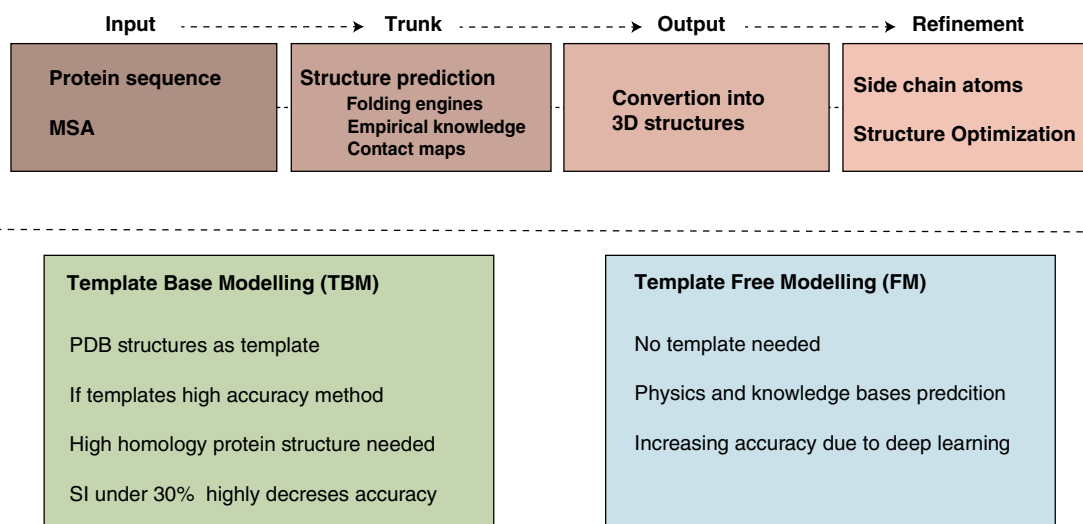 Input
Trunk
Output
Refinement
Protein sequence
MSA
Structure prediction
Folding engines
Empirical knowledge
Contact maps
Convertion into
3D structures
Side chain atoms
Structure Optimization
Template Base Modelling (TBM)
PDB structures as template
If templates high accuracy method
High homology protein structure needed
SI under 30% highly decreses accuracy
Template Free Modelling (FM)
No template needed
Physics and knowledge bases predcition
Increasing accuracy due to deep learning